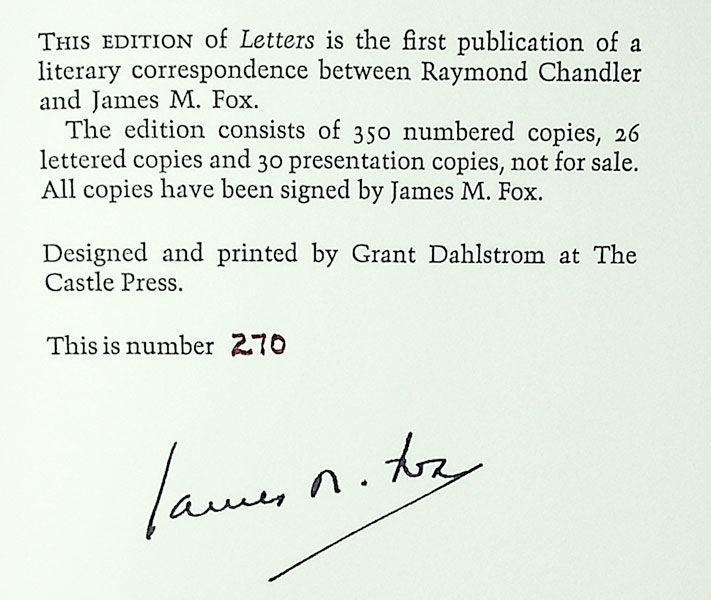 THIS EDITION of Letters is the first publication of a
literary correspondence between Raymond Chandler
and James M. Fox.
The edition consists of 350 numbered copies, 26
lettered copies and 30 presentation copies, not for sale.
All copies have been signed by James M. Fox.
Designed and printed by Grant Dahlstrom at The
Castle Press.
This is number 270
James M. Fox